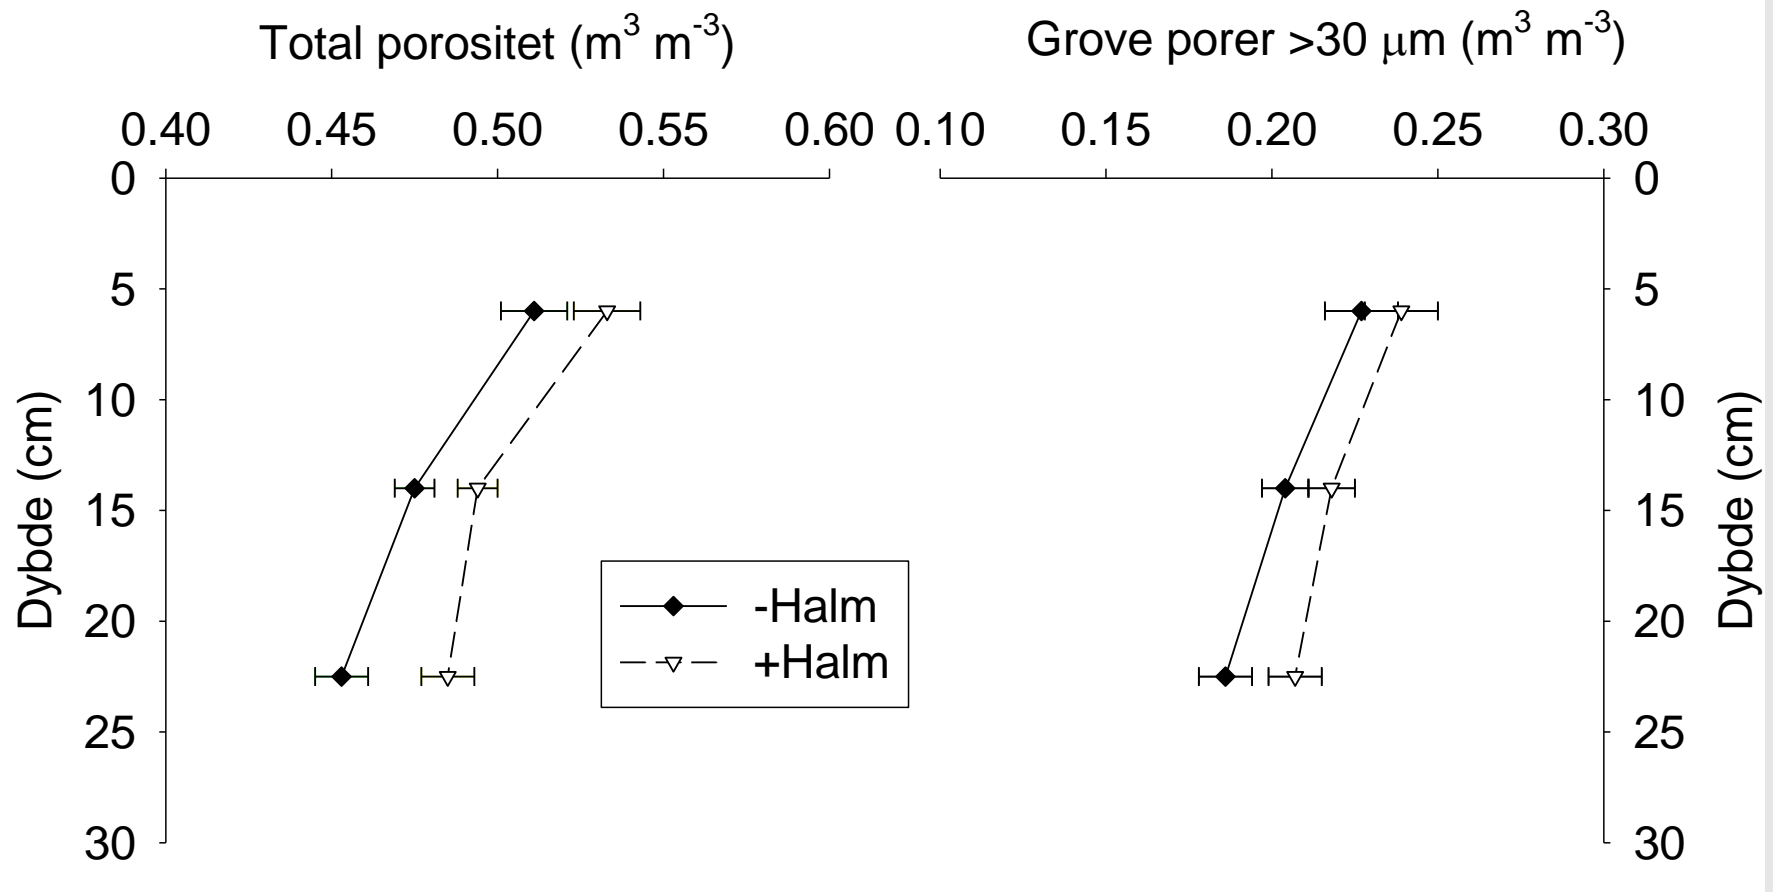 Total porositet (m³ m⁻³)
Grove porer >30 μm (m³ m⁻³)
0.40 0.45 0.50 0.55 0.60
0.10 0.15 0.20 0.25 0.30
0
5
10
15
20
25
30
Dybde (cm)
-Halm
+Halm
0
5
10
15
20
25
30
Dybde (cm)